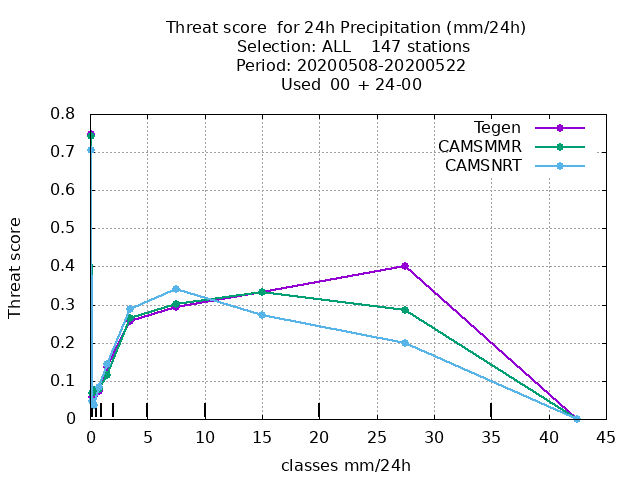 Threat score  for 24h Precipitation (mm/24h)
Selection: ALL    147 stations
Period: 20200508-20200522
Used  00 + 24-00
Tegen
CAMSMMR
CAMSNRT
Threat score
0.8
0.7
0.6
0.5
0.4
0.3
0.2
0.1
0
0 5 10 15 20 25 30 35 40 45
classes mm/24h